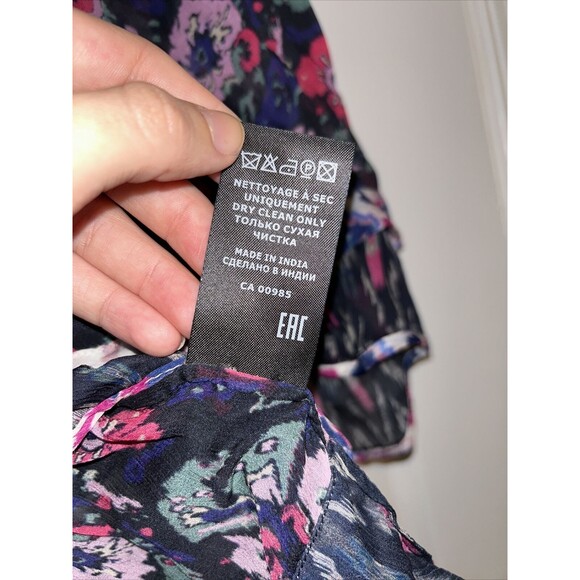 NETTOYAGE À SEC
UNIQUEMENT
DRY CLEAN ONLY
ТОЛЬКО СУХАЯ
ЧИСТКА
MADE IN INDIA
СДЕЛАНО В ИНДИИ
CA 00985
EAC